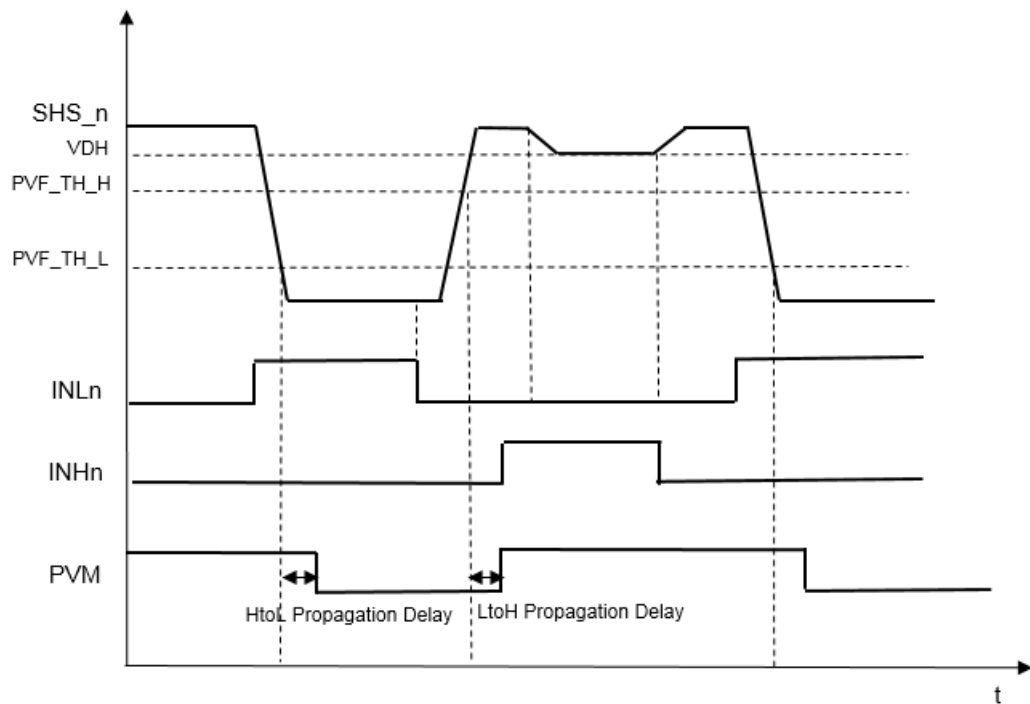 SHS_n
VDH
PVF_TH_H
PVF_TH_L
INLn
INHn
PVM
HtoL Propagation Delay
LtoH Propagation Delay
t